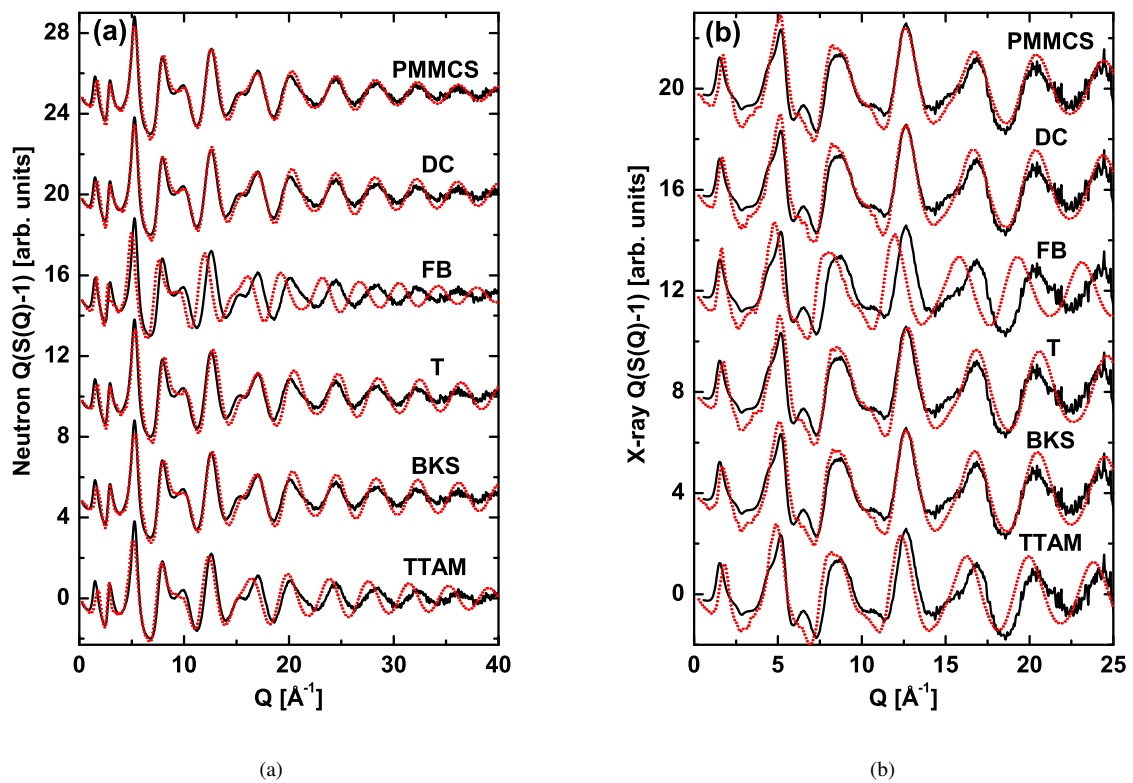 (a)
28
24
20
16
12
8
4
0
Neutron Q(S(Q)-1) [arb. units]
PMMCS
DC
FB
T
BKS
TTAM
0 10 20 30 40
Q [Å⁻¹]
(a)
(b)
20
16
12
8
4
0
X-ray Q(S(Q)-1) [arb. units]
PMMCS
DC
FB
T
BKS
TTAM
0 5 10 15 20 25
Q [Å⁻¹]
(b)